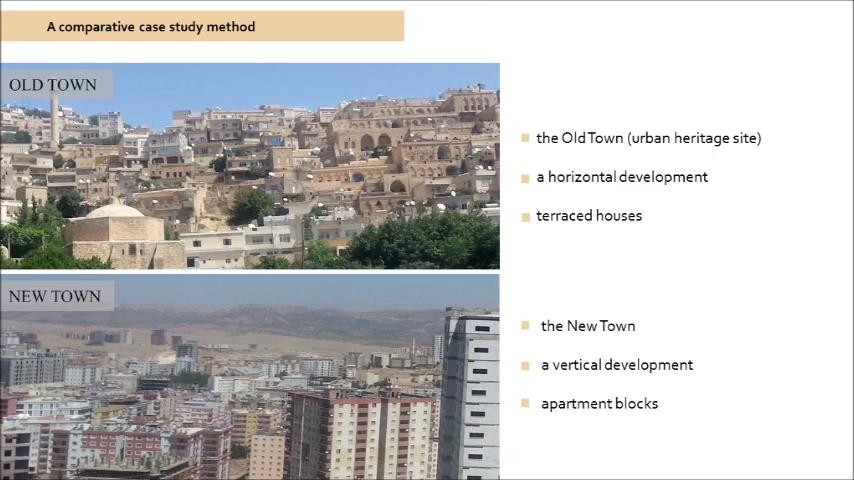 A comparative case study method
OLD TOWN
the Old Town (urban heritage site)
a horizontal development
terraced houses
NEW TOWN
the New Town
a vertical development
apartment blocks